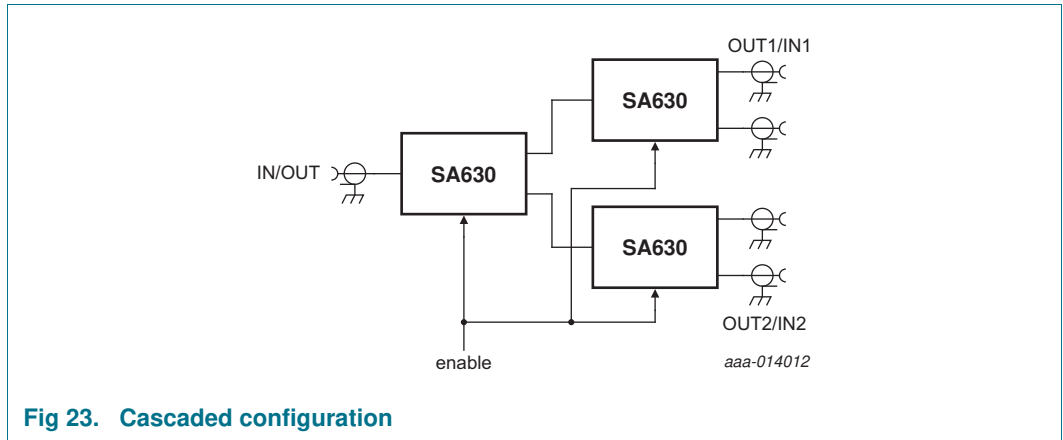 OUT1/IN1
SA630
IN/OUT
SA630
SA630
OUT2/IN2
enable
aaa-014012
Fig 23. Cascaded configuration